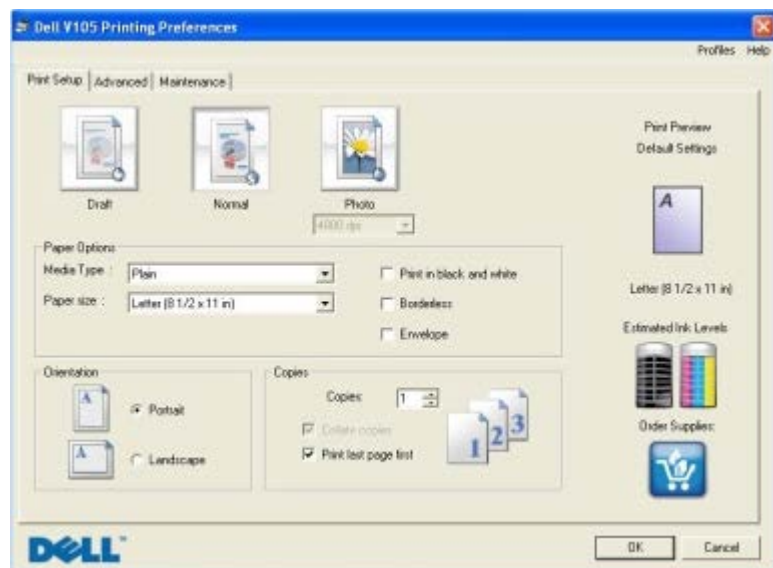 Dell V105 Printing Preferences
Profiles Help
Print Setup Advanced Maintenance
Draft
Normal
Photo
4800 dpi
Print Preview
Default Settings
A
Letter (8 1/2 x 11 in)
Paper Options
Media Type :
Plain
Print in black and white
Paper size :
Letter (8 1/2 x 11 in)
Borderless
Envelope
Estimated Ink Levels
Orientation
A
Portrait
A
Landscape
Copies
Copies:
1
Collate copies
Print last page first
1 2 3
Order Supplies:
DELL™
OK
Cancel